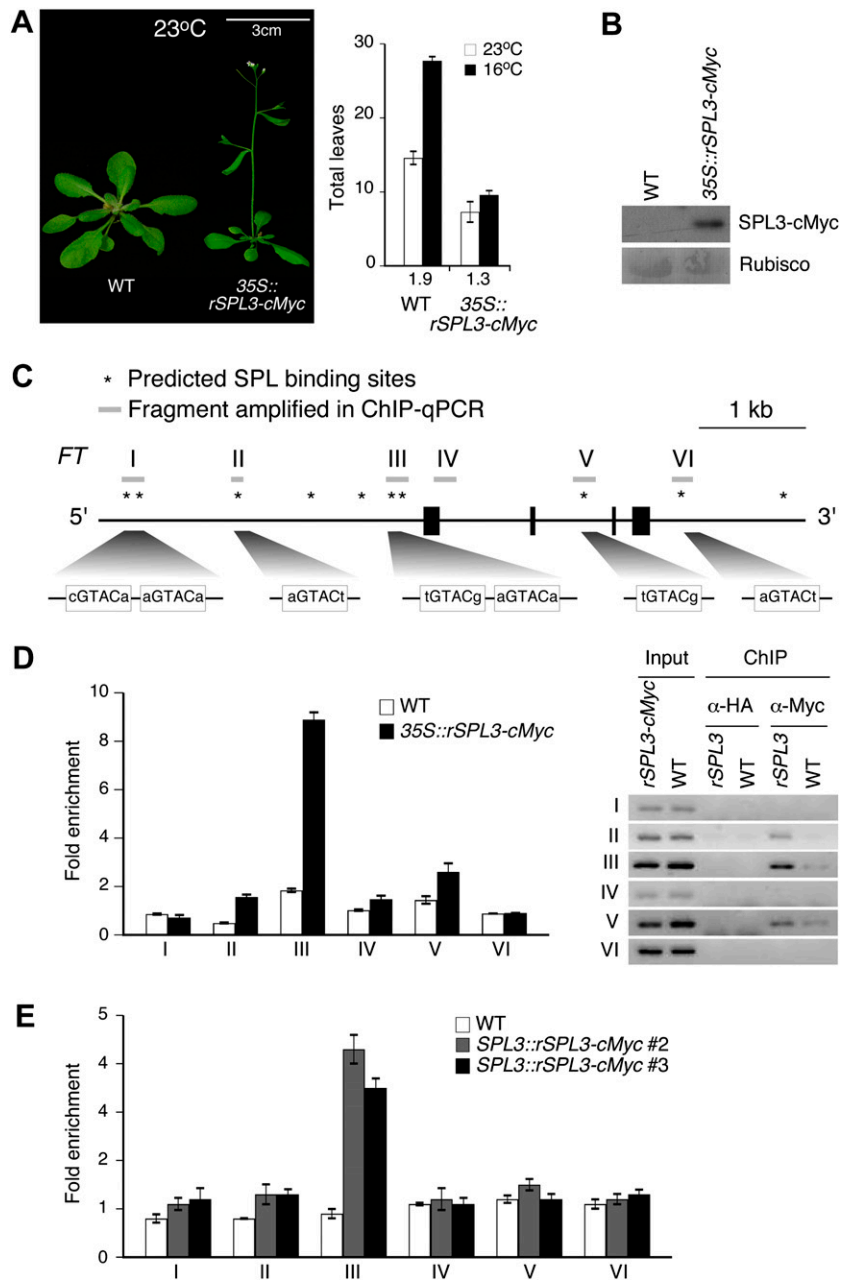 A
23ºC
3cm
WT
35S::
rSPL3-cMyc
Total leaves
30
20
10
0
23ºC
16ºC
1.9
1.3
WT
35S::
rSPL3-cMyc
B
WT
35S::rSPL3-cMyc
SPL3-cMyc
Rubisco
C
* Predicted SPL binding sites
Fragment amplified in ChIP-qPCR
1 kb
FT
I II III IV V VI
* * * * * * * * * *
5' 3'
cGTACa aGTACa aGTACt tGTACg aGTACa tGTACg aGTACt
D
Fold enrichment
10
8
6
4
2
0
WT
35S::rSPL3-cMyc
I II III IV V VI
Input ChIP
α-HA α-Myc
rSPL3-cMyc WT rSPL3 WT rSPL3 WT
I
II
III
IV
V
VI
E
Fold enrichment
5
4
4
2
1
0
WT
SPL3::rSPL3-cMyc #2
SPL3::rSPL3-cMyc #3
I II III IV V VI